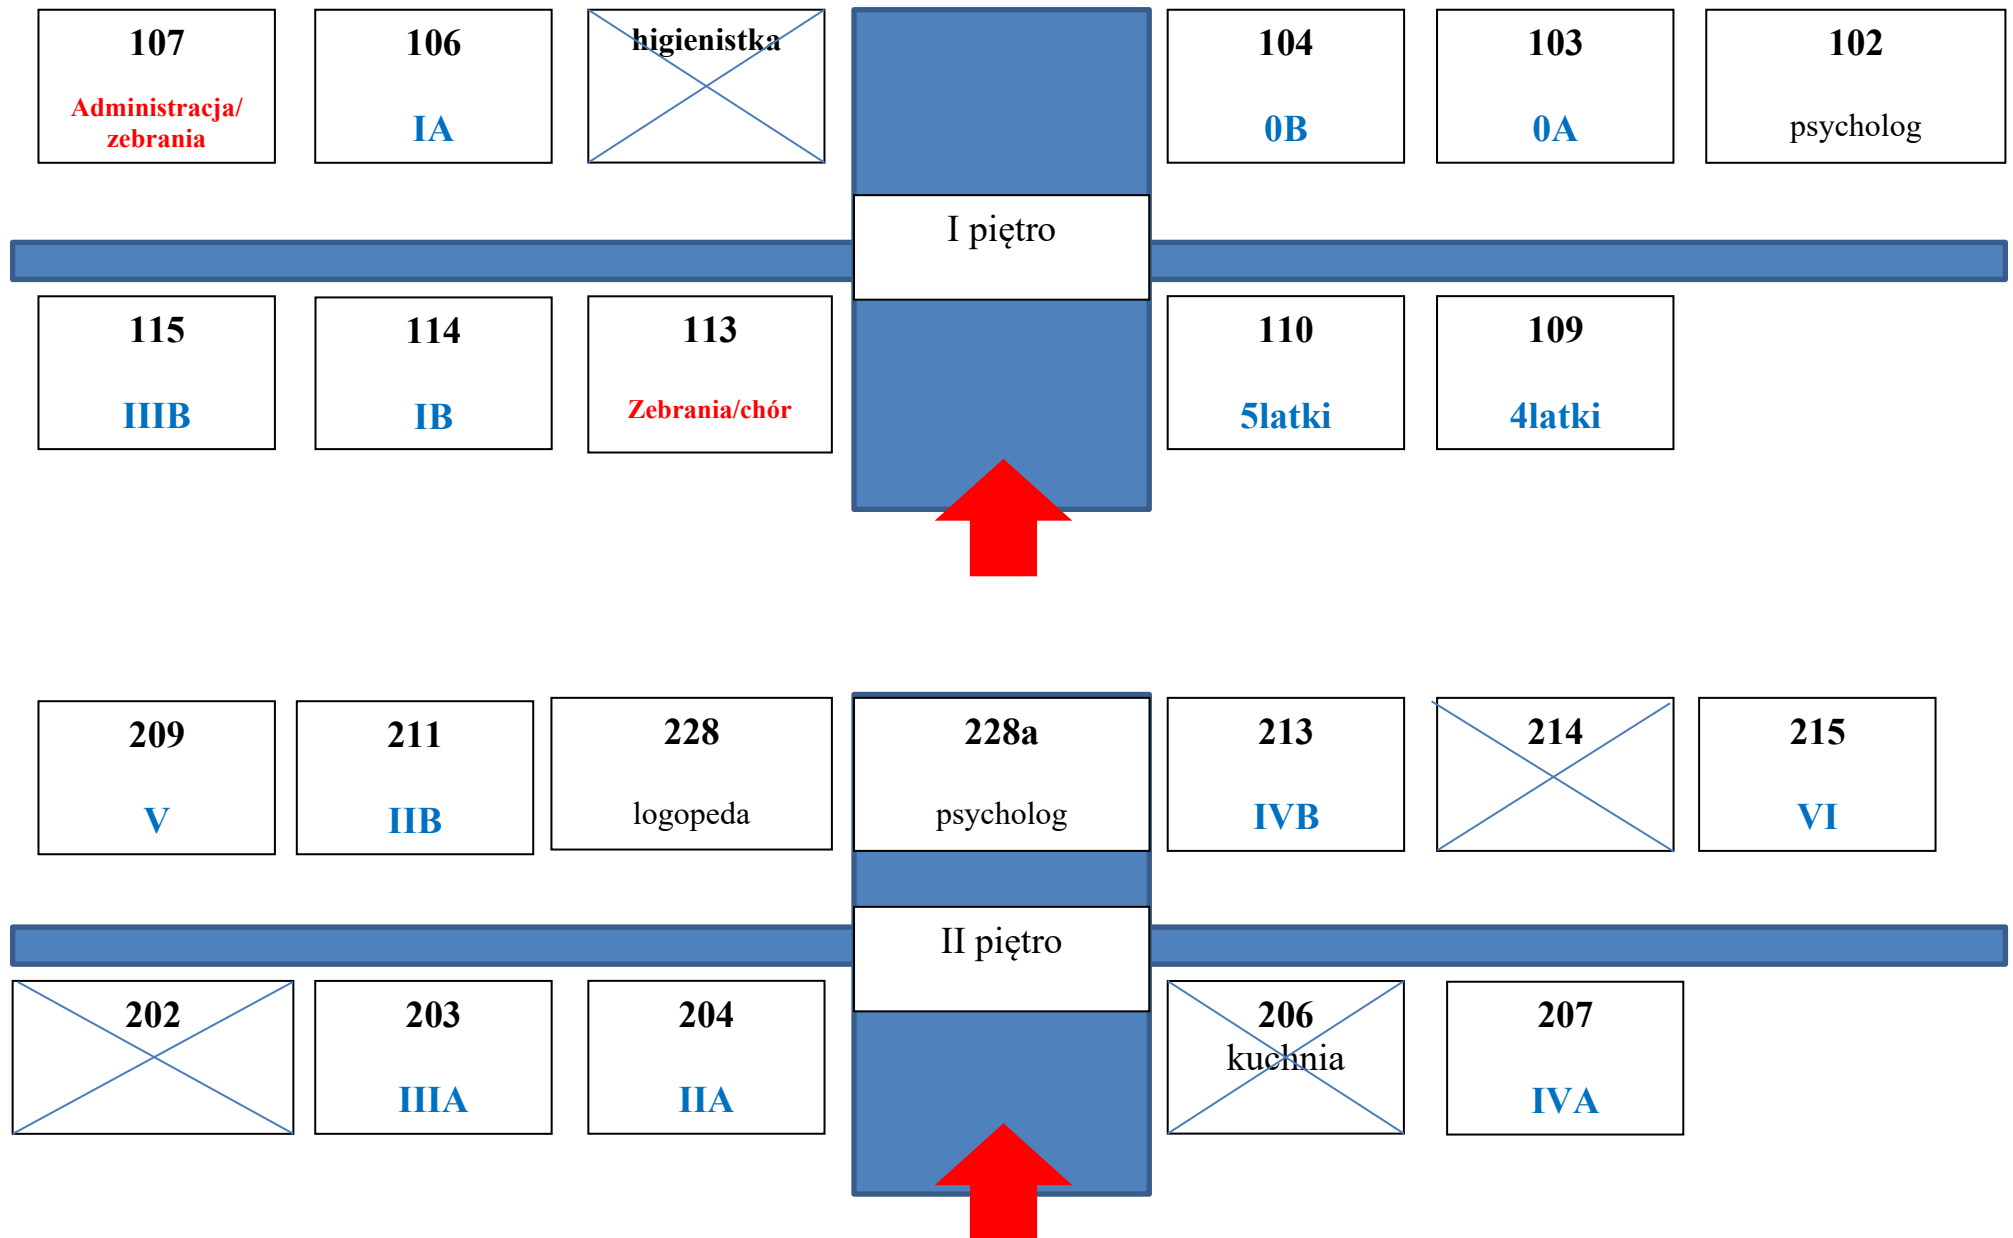 107
Administracja/
zebrania
106
IA
higienistka
104
0B
103
0A
102
psycholog
I piętro
115
IIIB
114
IB
113
Zebrania/chór
110
5latki
109
4latki
209
V
211
IIB
228
logopeda
228a
psycholog
213
IVB
214
215
VI
II piętro
202
203
IIIA
204
IIA
206
kuchnia
207
IVA